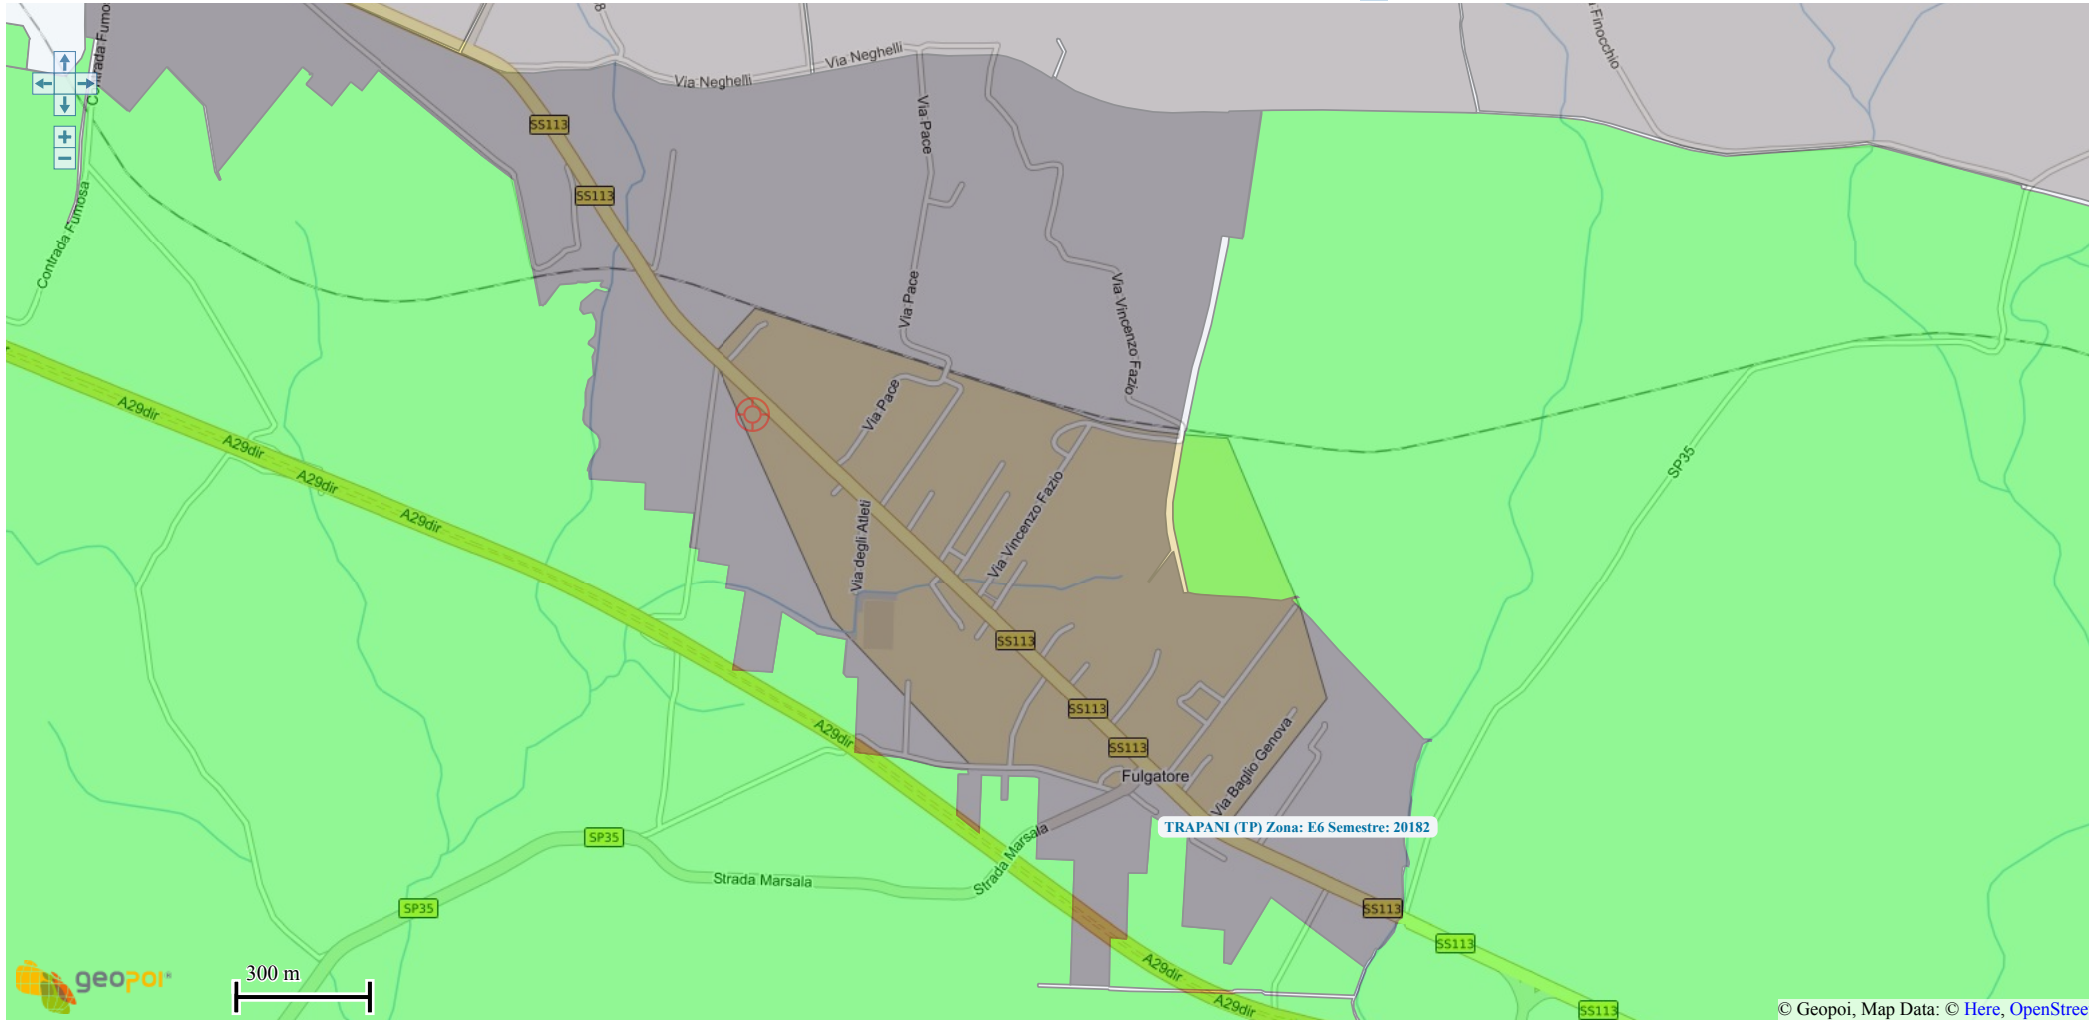 Contrada Fumo
8
Via Neghelli
Via Neghelli
Finocchio
SS113
Via Pace
SS113
Contrada Fumosa
Via Pace
Via Vincenzo Fazio
A29dir
Via Pace
A29dir
A29dir
SP35
A29dir
Via degli Atleti
Via Vincenzo Fazio
SS113
SS113
A29dir
SS113
Via Baglio Genova
Fulgatore
TRAPANI (TP) Zona: E6 Semestre: 20182
SP35
Strada Marsala
Strada Marsala
SP35
SS113
SS113
A29dir
geopoi®
300 m
A29dir
SS113
© Geopoi, Map Data: © Here, OpenStree